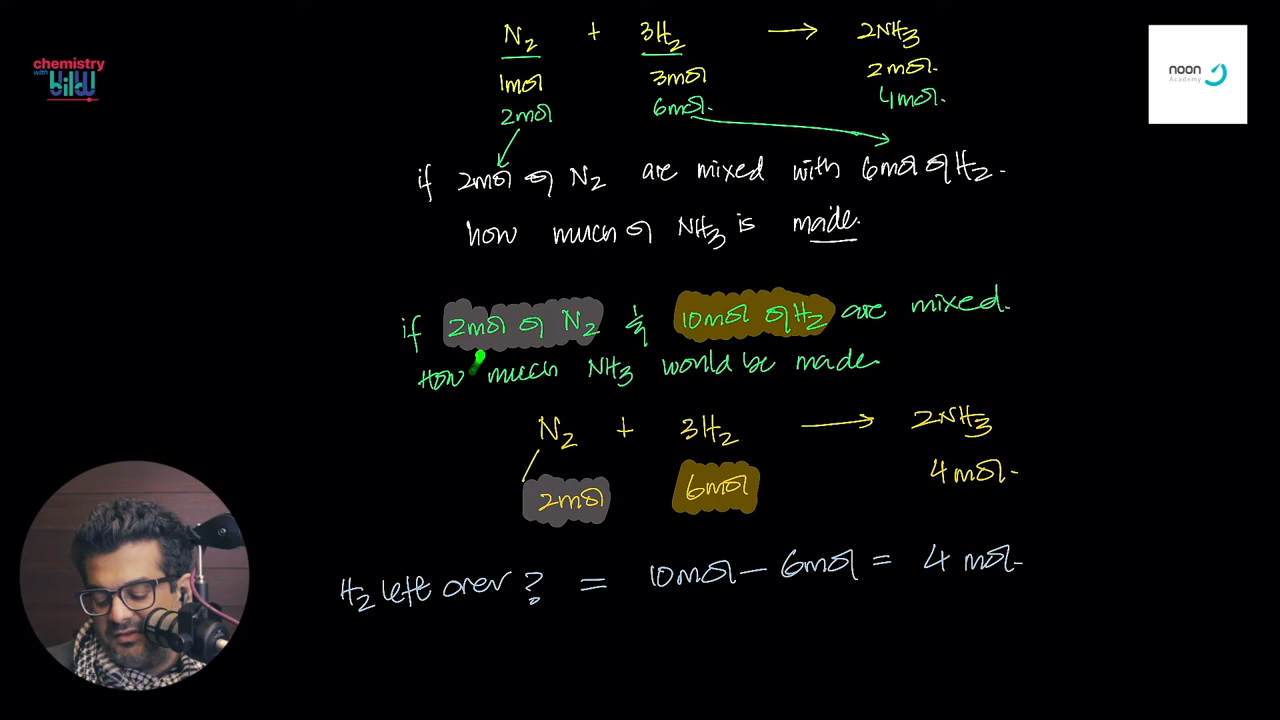 chemistry
with
bilal
noon
Academy
N₂ + 3H₂ → 2NH₃
1mol 3mol 2mol.
2mol 6mol. 4mol.
if 2mol of N₂ are mixed with 6mol of H₂.
how much of NH₃ is made.
if 2mol of N₂ & 10mol of H₂ are mixed.
How much NH₃ would be made.
N₂ + 3H₂ → 2NH₃
2mol 6mol 4mol.
H₂ left over? = 10mol – 6mol = 4 mol.